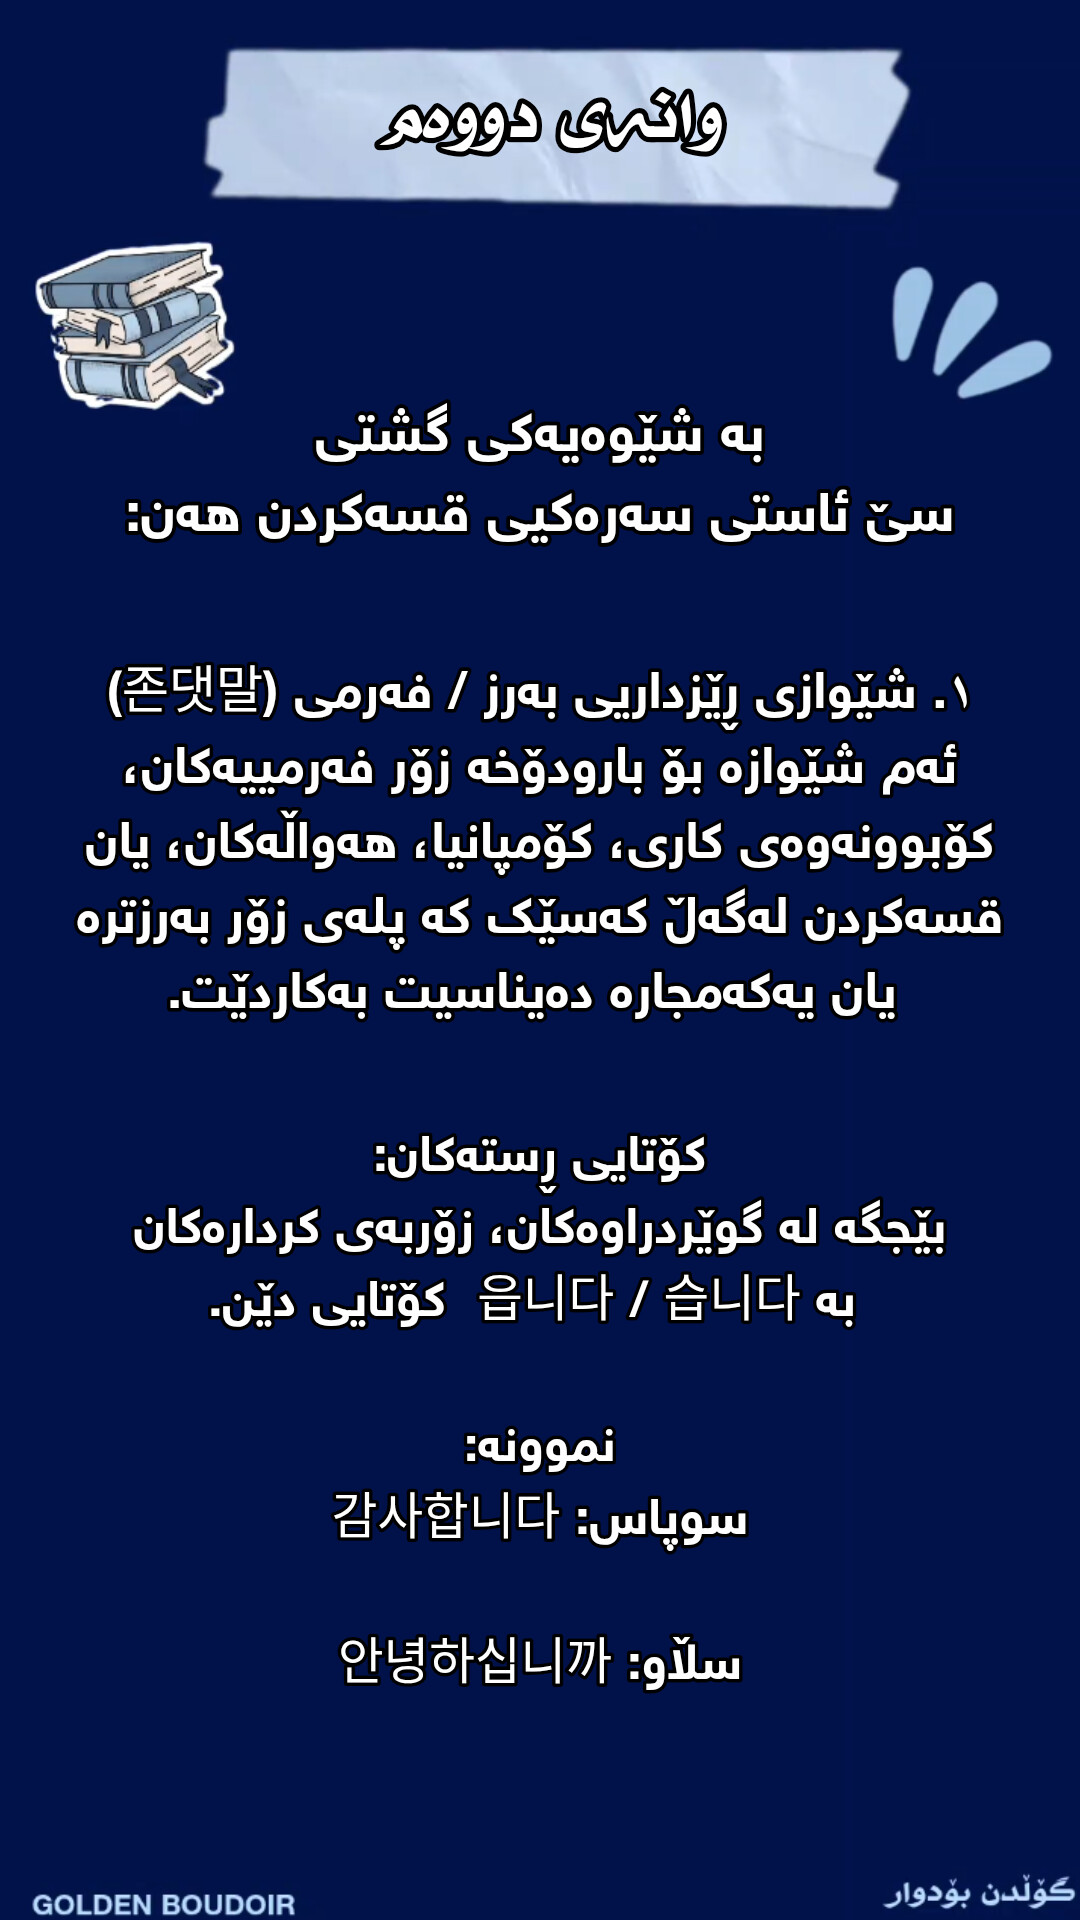 وانەی دووەم
بە شێوەیەکی گشتی
سێ ئاستی سەرەکیی قسەکردن هەن:
١. شێوازی ڕێزداریی بەرز / فەرمی (존댓말)
ئەم شێوازە بۆ بارودۆخە زۆر فەرمییەکان،
کۆبوونەوەی کاری، کۆمپانیا، هەواڵەکان، یان
قسەکردن لەگەڵ کەسێک کە پلەی زۆر بەرزترە
یان یەکەمجارە دەیناسیت بەکاردێت.
کۆتایی ڕستەکان:
بێجگە لە گوێردراوەکان، زۆربەی کردارەکان
بە 습니다 / 읍니다 کۆتایی دێن.
نموونە:
سوپاس: 감사합니다
سڵاو: 안녕하십니까
GOLDEN BOUDOIR
گۆڵدن بۆدوار